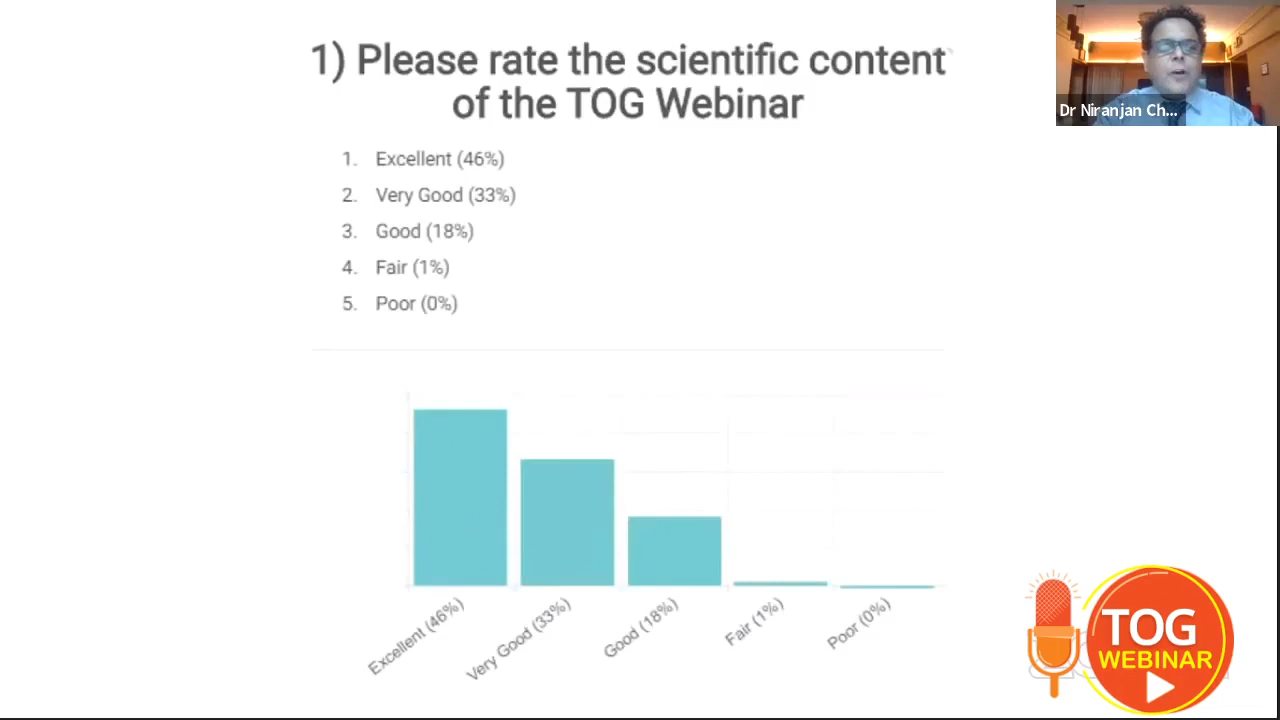 1) Please rate the scientific content
of the TOG Webinar
Dr Niranjan Ch...
1. Excellent (46%)
2. Very Good (33%)
3. Good (18%)
4. Fair (1%)
5. Poor (0%)
Excellent (46%)
Very Good (33%)
Good (18%)
Fair (1%)
Poor (0%)
TOG
WEBINAR